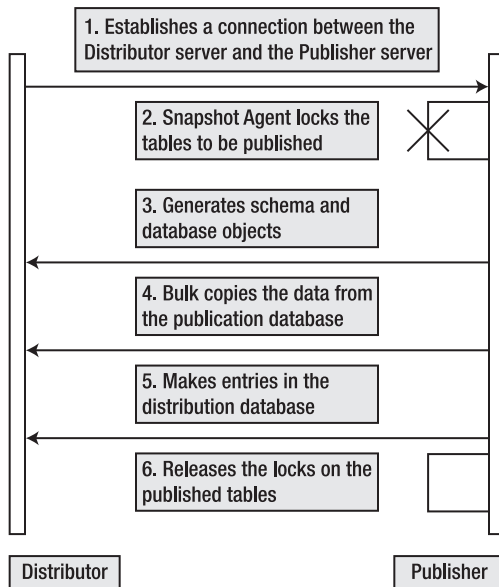 1. Establishes a connection between the
Distributor server and the Publisher server
2. Snapshot Agent locks the
tables to be published
3. Generates schema and
database objects
4. Bulk copies the data from
the publication database
5. Makes entries in the
distribution database
6. Releases the locks on the
published tables
Distributor
Publisher